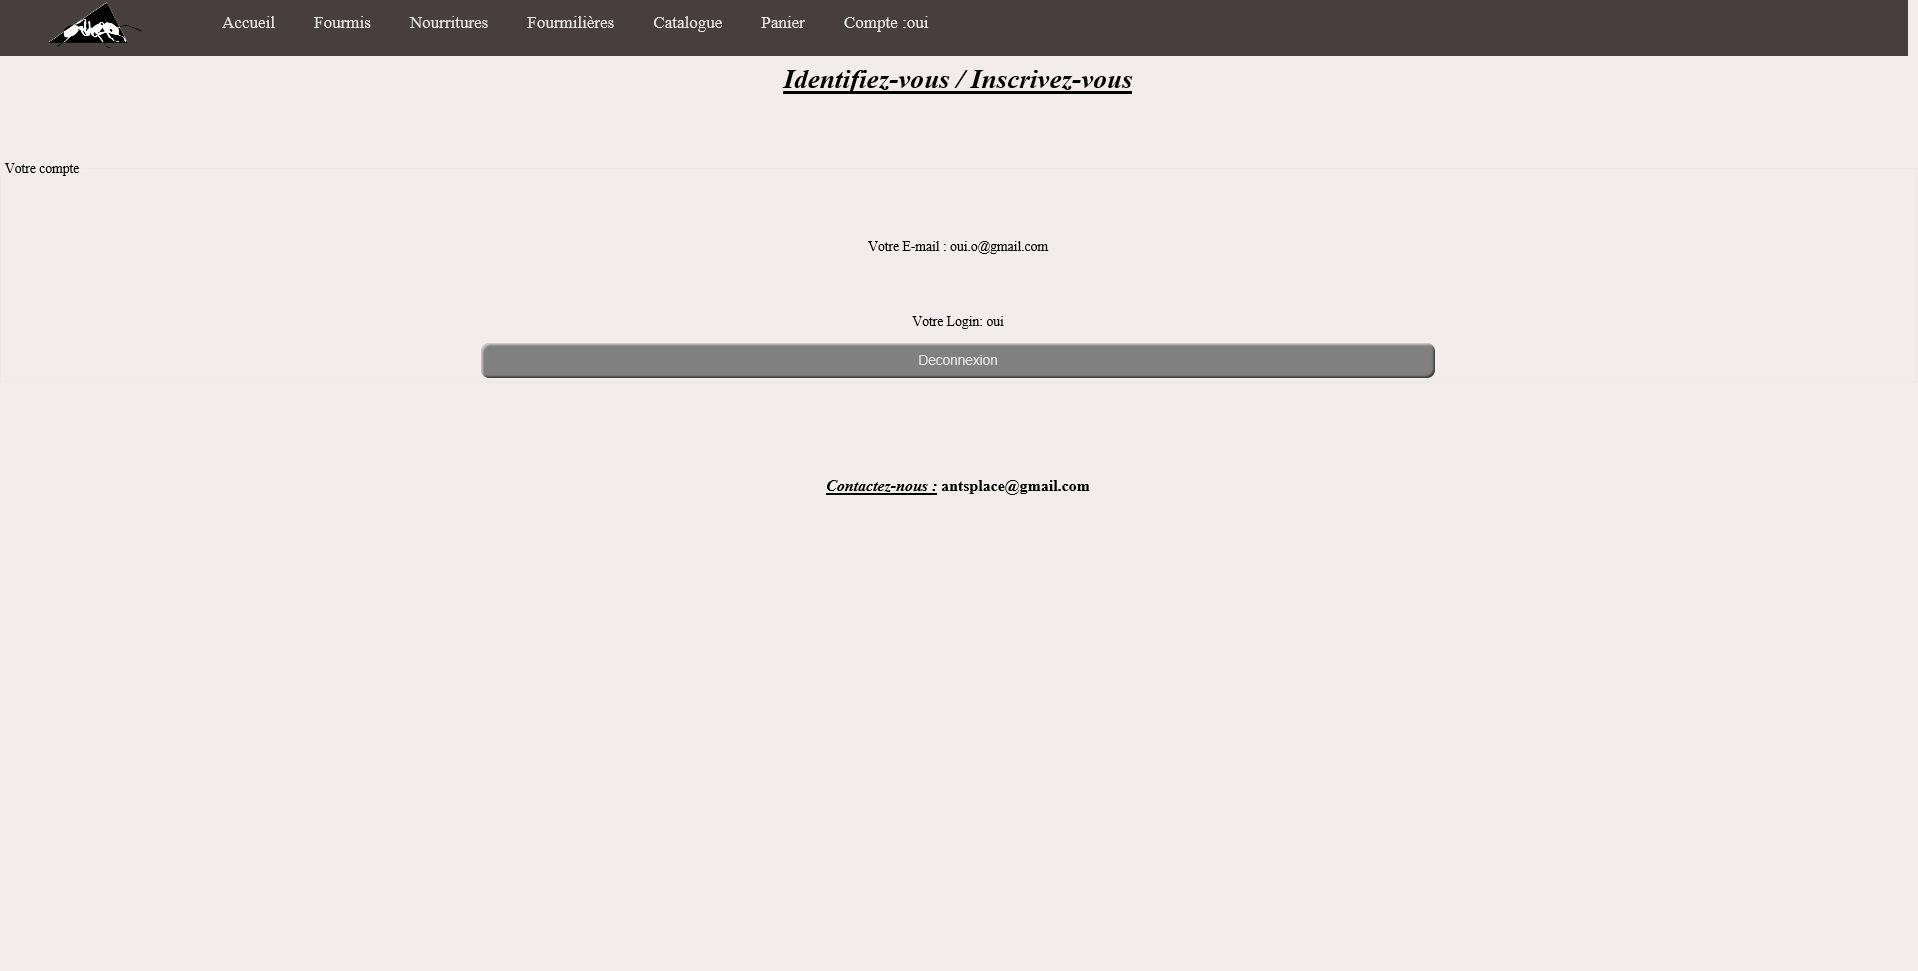 Accueil Fourmis Nourritures Fourmilières Catalogue Panier Compte :oui
Identifiez-vous / Inscrivez-vous
Votre compte
Votre E-mail : oui.o@gmail.com
Votre Login: oui
Deconnexion
Contactez-nous : antsplace@gmail.com